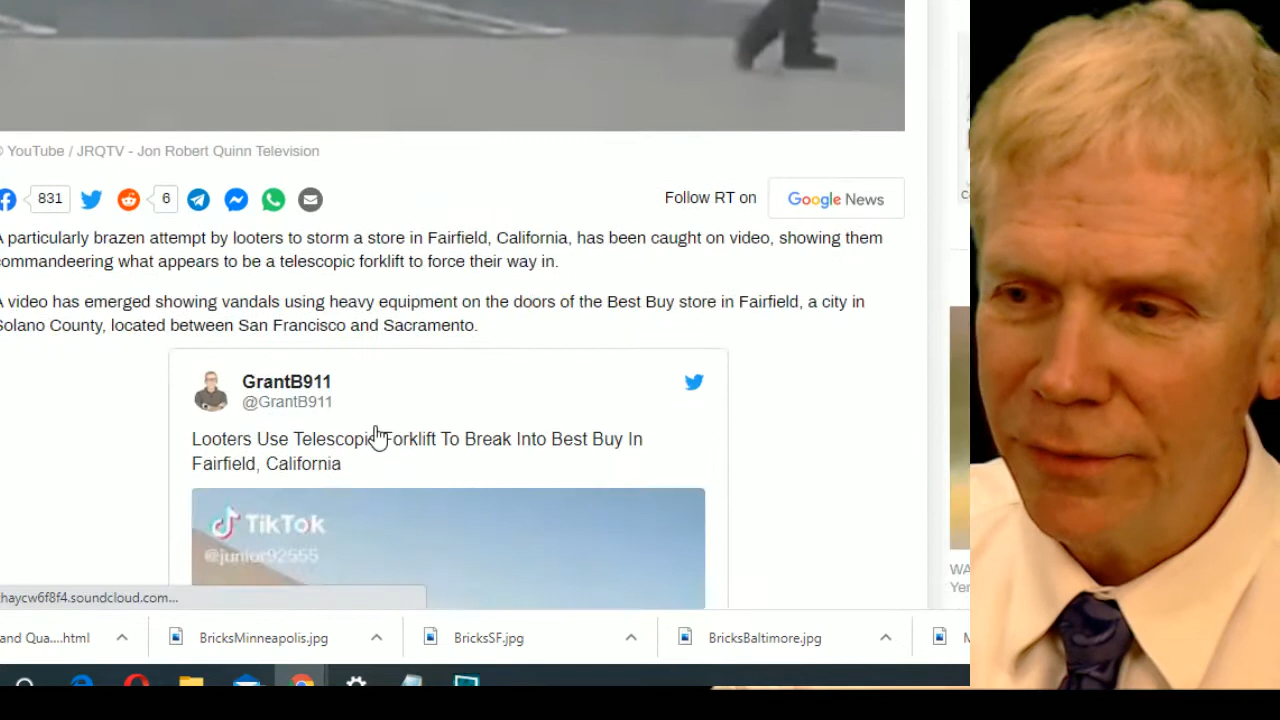 YouTube / JRQTV - Jon Robert Quinn Television
831
6
Follow RT on
Google News
particularly brazen attempt by looters to storm a store in Fairfield, California, has been caught on video, showing them
commandeering what appears to be a telescopic forklift to force their way in.
video has emerged showing vandals using heavy equipment on the doors of the Best Buy store in Fairfield, a city in
Solano County, located between San Francisco and Sacramento.
GrantB911
@GrantB911
Looters Use Telescopic Forklift To Break Into Best Buy In
Fairfield, California
TikTok
@junior92555
haycw6f8f4.soundcloud.com...
and Qua....html
BricksMinneapolis.jpg
BricksSF.jpg
BricksBaltimore.jpg